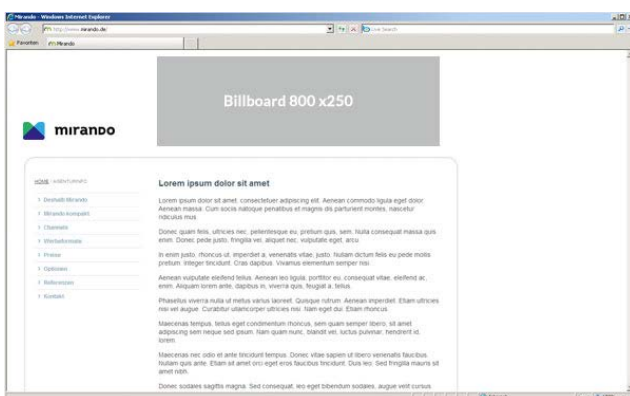 Mirando - Windows Internet Explorer
http://www.mirando.de/
Live Search
Favoriten
Mirando
Billboard 800 x250
mirando
HOME / AGENTURINFO
Deshalb Mirando
Mirando kompakt
Channels
Werbeformate
Preise
Optionen
Referenzen
Kontakt
Lorem ipsum dolor sit amet
Lorem ipsum dolor sit amet, consectetuer adipiscing elit. Aenean commodo ligula eget dolor.
Aenean massa. Cum sociis natoque penatibus et magnis dis parturient montes, nascetur
ridiculus mus.
Donec quam felis, ultricies nec, pellentesque eu, pretium quis, sem. Nulla consequat massa quis
enim. Donec pede justo, fringilla vel, aliquet nec, vulputate eget, arcu.
In enim justo, rhoncus ut, imperdiet a, venenatis vitae, justo. Nullam dictum felis eu pede mollis
pretium. Integer tincidunt. Cras dapibus. Vivamus elementum semper nisi.
Aenean vulputate eleifend tellus. Aenean leo ligula, porttitor eu, consequat vitae, eleifend ac,
enim. Aliquam lorem ante, dapibus in, viverra quis, feugiat a, tellus.
Phasellus viverra nulla ut metus varius laoreet. Quisque rutrum. Aenean imperdiet. Etiam ultricies
nisi vel augue. Curabitur ullamcorper ultricies nisi. Nam eget dui. Etiam rhoncus.
Maecenas tempus, tellus eget condimentum rhoncus, sem quam semper libero, sit amet
adipiscing sem neque sed ipsum. Nam quam nunc, blandit vel, luctus pulvinar, hendrerit id,
lorem.
Maecenas nec odio et ante tincidunt tempus. Donec vitae sapien ut libero venenatis faucibus.
Nullam quis ante. Etiam sit amet orci eget eros faucibus tincidunt. Duis leo. Sed fringilla mauris sit
amet nibh.
Donec sodales sagittis magna. Sed consequat, leo eget bibendum sodales, augue velit cursus